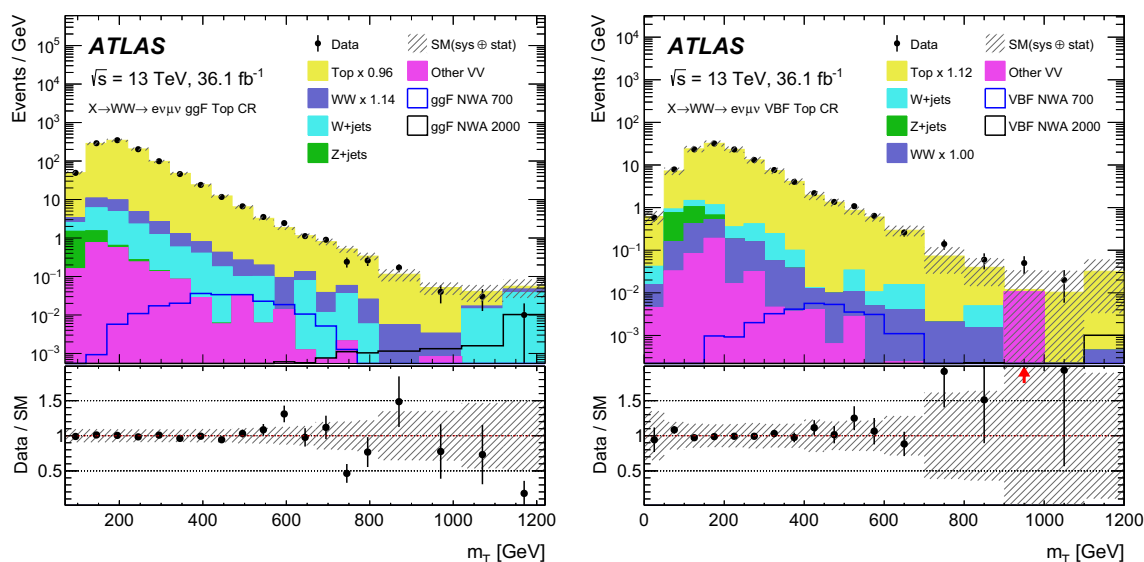 Events / GeV
10⁵
10⁴
10³
10²
10
1
10⁻¹
10⁻²
10⁻³
ATLAS
√s = 13 TeV, 36.1 fb⁻¹
X→WW→ eνμν ggF Top CR
Data
SM(sys ⊕ stat)
Top x 0.96
Other VV
WW x 1.14
ggF NWA 700
W+jets
ggF NWA 2000
Z+jets
Data / SM
1.5
1
0.5
200 400 600 800 1000 1200
m_T [GeV]
Events / GeV
10⁴
10³
10²
10
1
10⁻¹
10⁻²
10⁻³
ATLAS
√s = 13 TeV, 36.1 fb⁻¹
X→WW→ eνμν VBF Top CR
Data
SM(sys ⊕ stat)
Top x 1.12
Other VV
W+jets
VBF NWA 700
Z+jets
VBF NWA 2000
WW x 1.00
Data / SM
1.5
1
0.5
0 200 400 600 800 1000 1200
m_T [GeV]